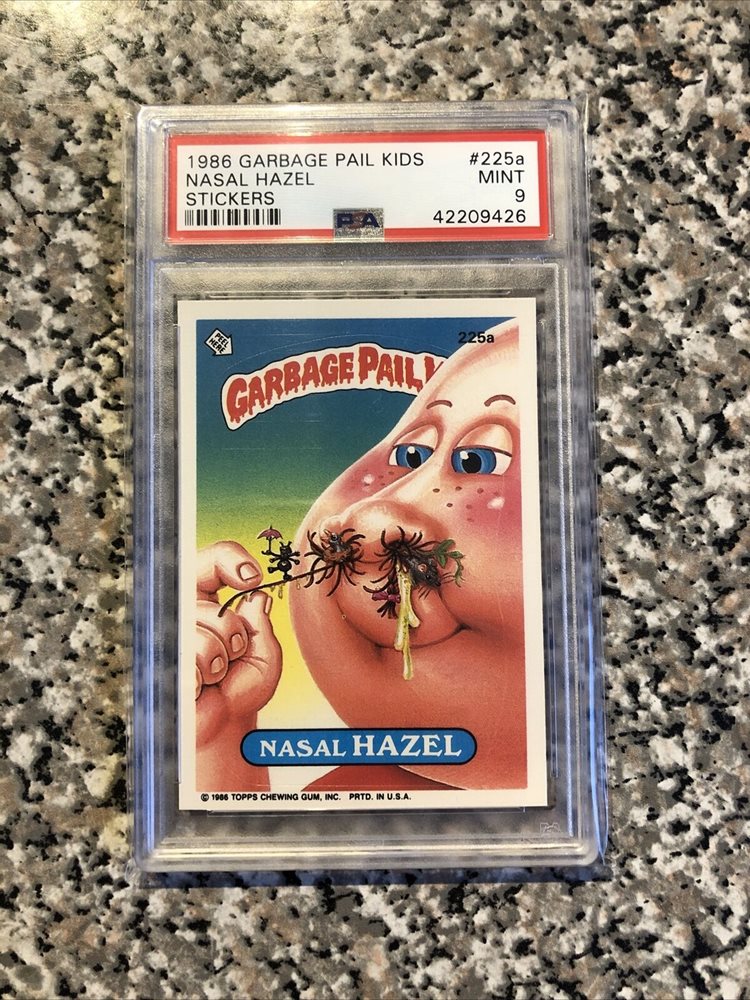 1986 GARBAGE PAIL KIDS #225a
NASAL HAZEL MINT
STICKERS 9
PSA 42209426
PEEL HERE
225a
GARBAGE PAIL
NASAL HAZEL
© 1986 TOPPS CHEWING GUM, INC. PRTD. IN U.S.A.